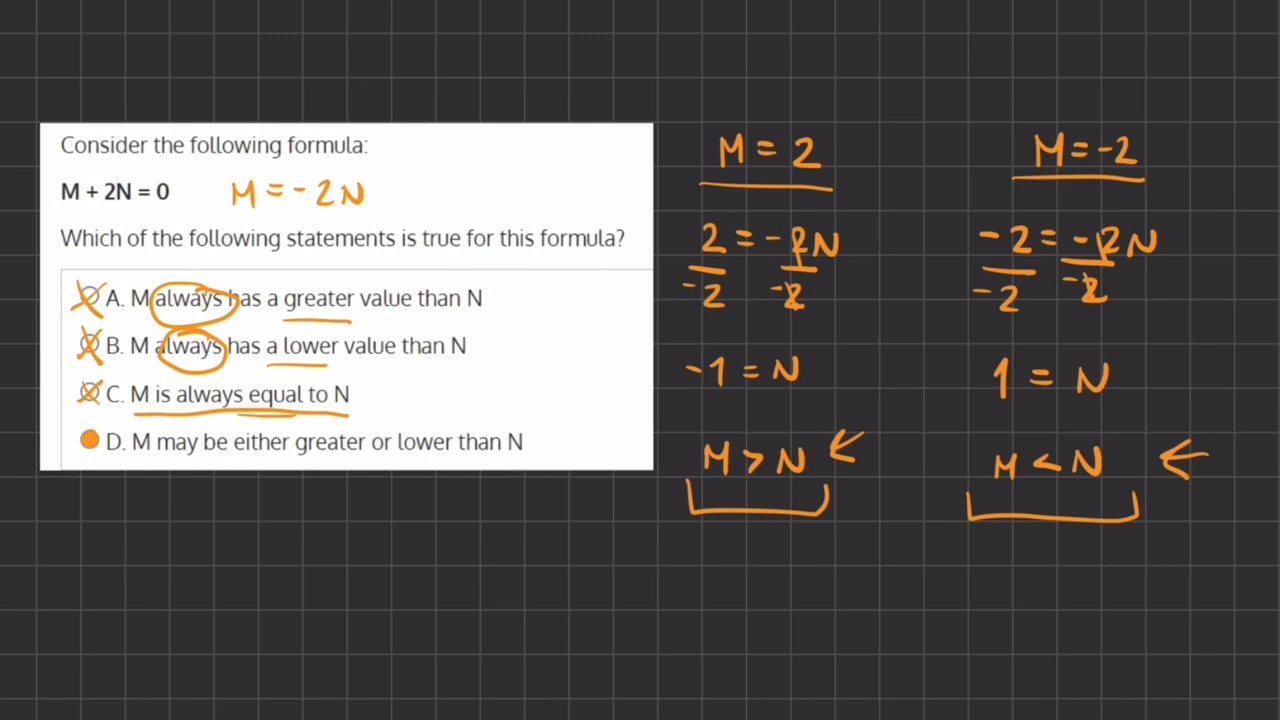 Consider the following formula:
M + 2N = 0 M = - 2 N
Which of the following statements is true for this formula?
A. M always has a greater value than N
B. M always has a lower value than N
C. M is always equal to N
D. M may be either greater or lower than N
M = 2
2 = -2N
-2 -2
-1 = N
M > N
M = -2
-2 = -2N
-2 -2
1 = N
M < N